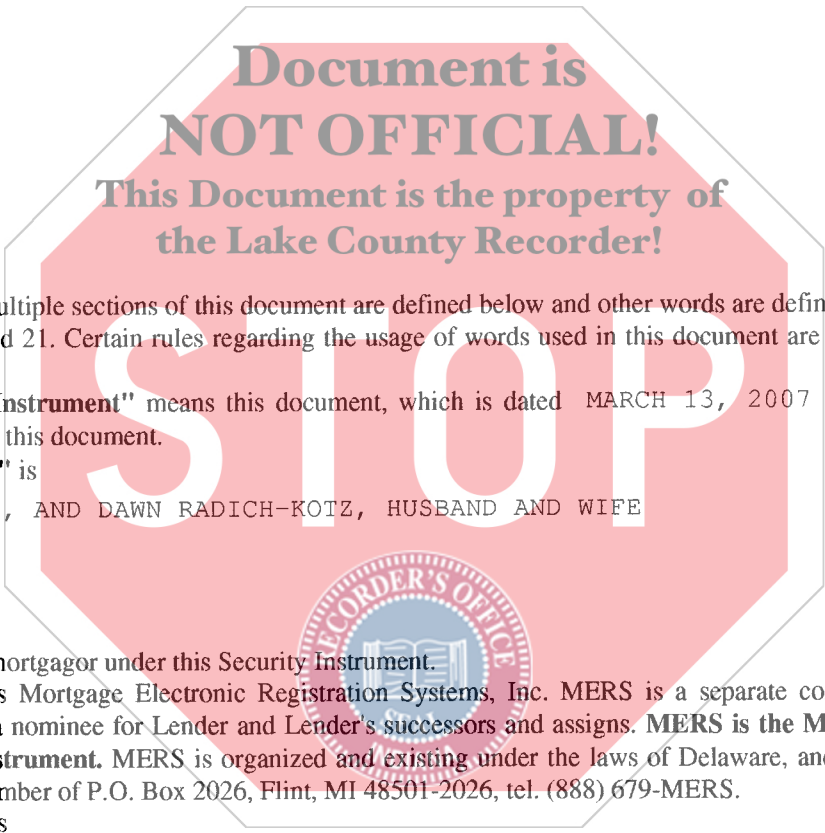 Document is
NOT OFFICIAL!
This Document is the property of
the Lake County Recorder!
ultiple sections of this document are defined below and other words are defin
d 21. Certain rules regarding the usage of words used in this document are
nstrument" means this document, which is dated MARCH 13, 2007
this document.
" is
, AND DAWN RADICH-KOTZ, HUSBAND AND WIFE
STOP
RECORDER'S OFFICE
nortgagor under this Security Instrument.
s Mortgage Electronic Registration Systems, Inc. MERS is a separate co
n nominee for Lender and Lender's successors and assigns. MERS is the M
strument. MERS is organized and existing under the laws of Delaware, and
mber of P.O. Box 2026, Flint, MI 48501-2026, tel. (888) 679-MERS.
s